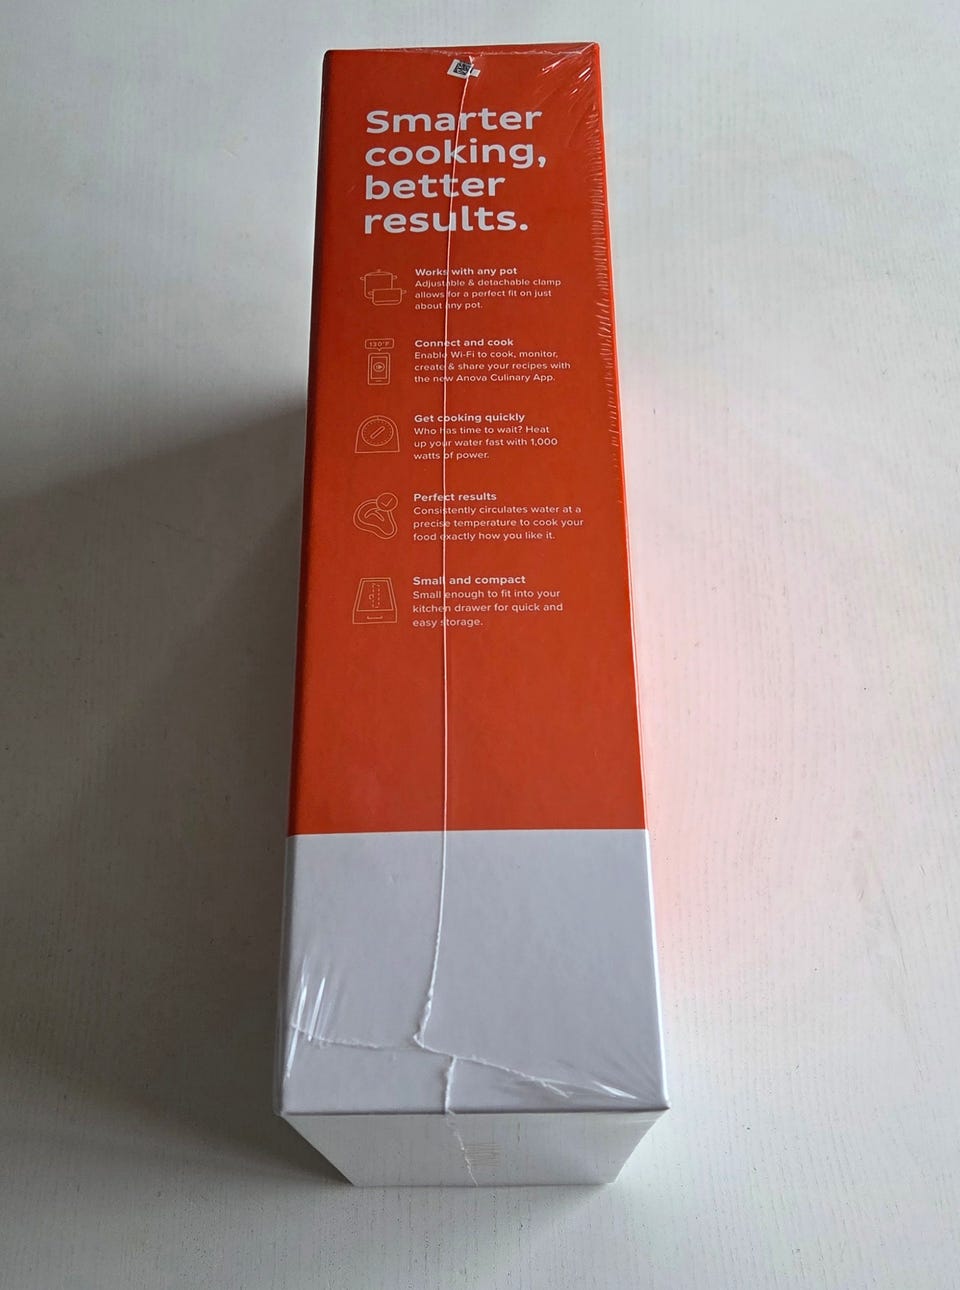 Smarter
cooking,
better
results.
Works with any pot
Adjustable & detachable clamp
allows for a perfect fit on just
about any pot.
130°F
Connect and cook
Enable Wi-Fi to cook, monitor,
create & share your recipes with
the new Anova Culinary App.
Get cooking quickly
Who has time to wait? Heat
up your water fast with 1,000
watts of power.
Perfect results
Consistently circulates water at a
precise temperature to cook your
food exactly how you like it.
Small and compact
Small enough to fit into your
kitchen drawer for quick and
easy storage.